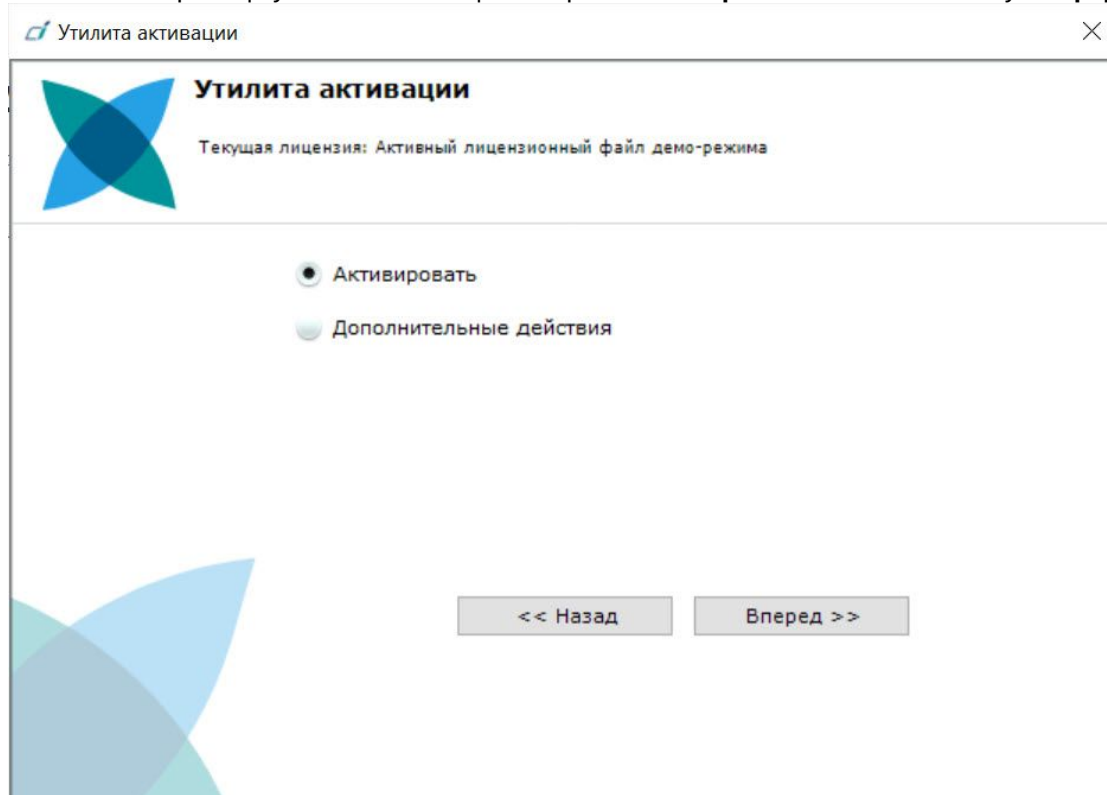 Утилита активации
Утилита активации
Текущая лицензия: Активный лицензионный файл демо-режима
Активировать
Дополнительные действия
<< Назад
Вперед >>